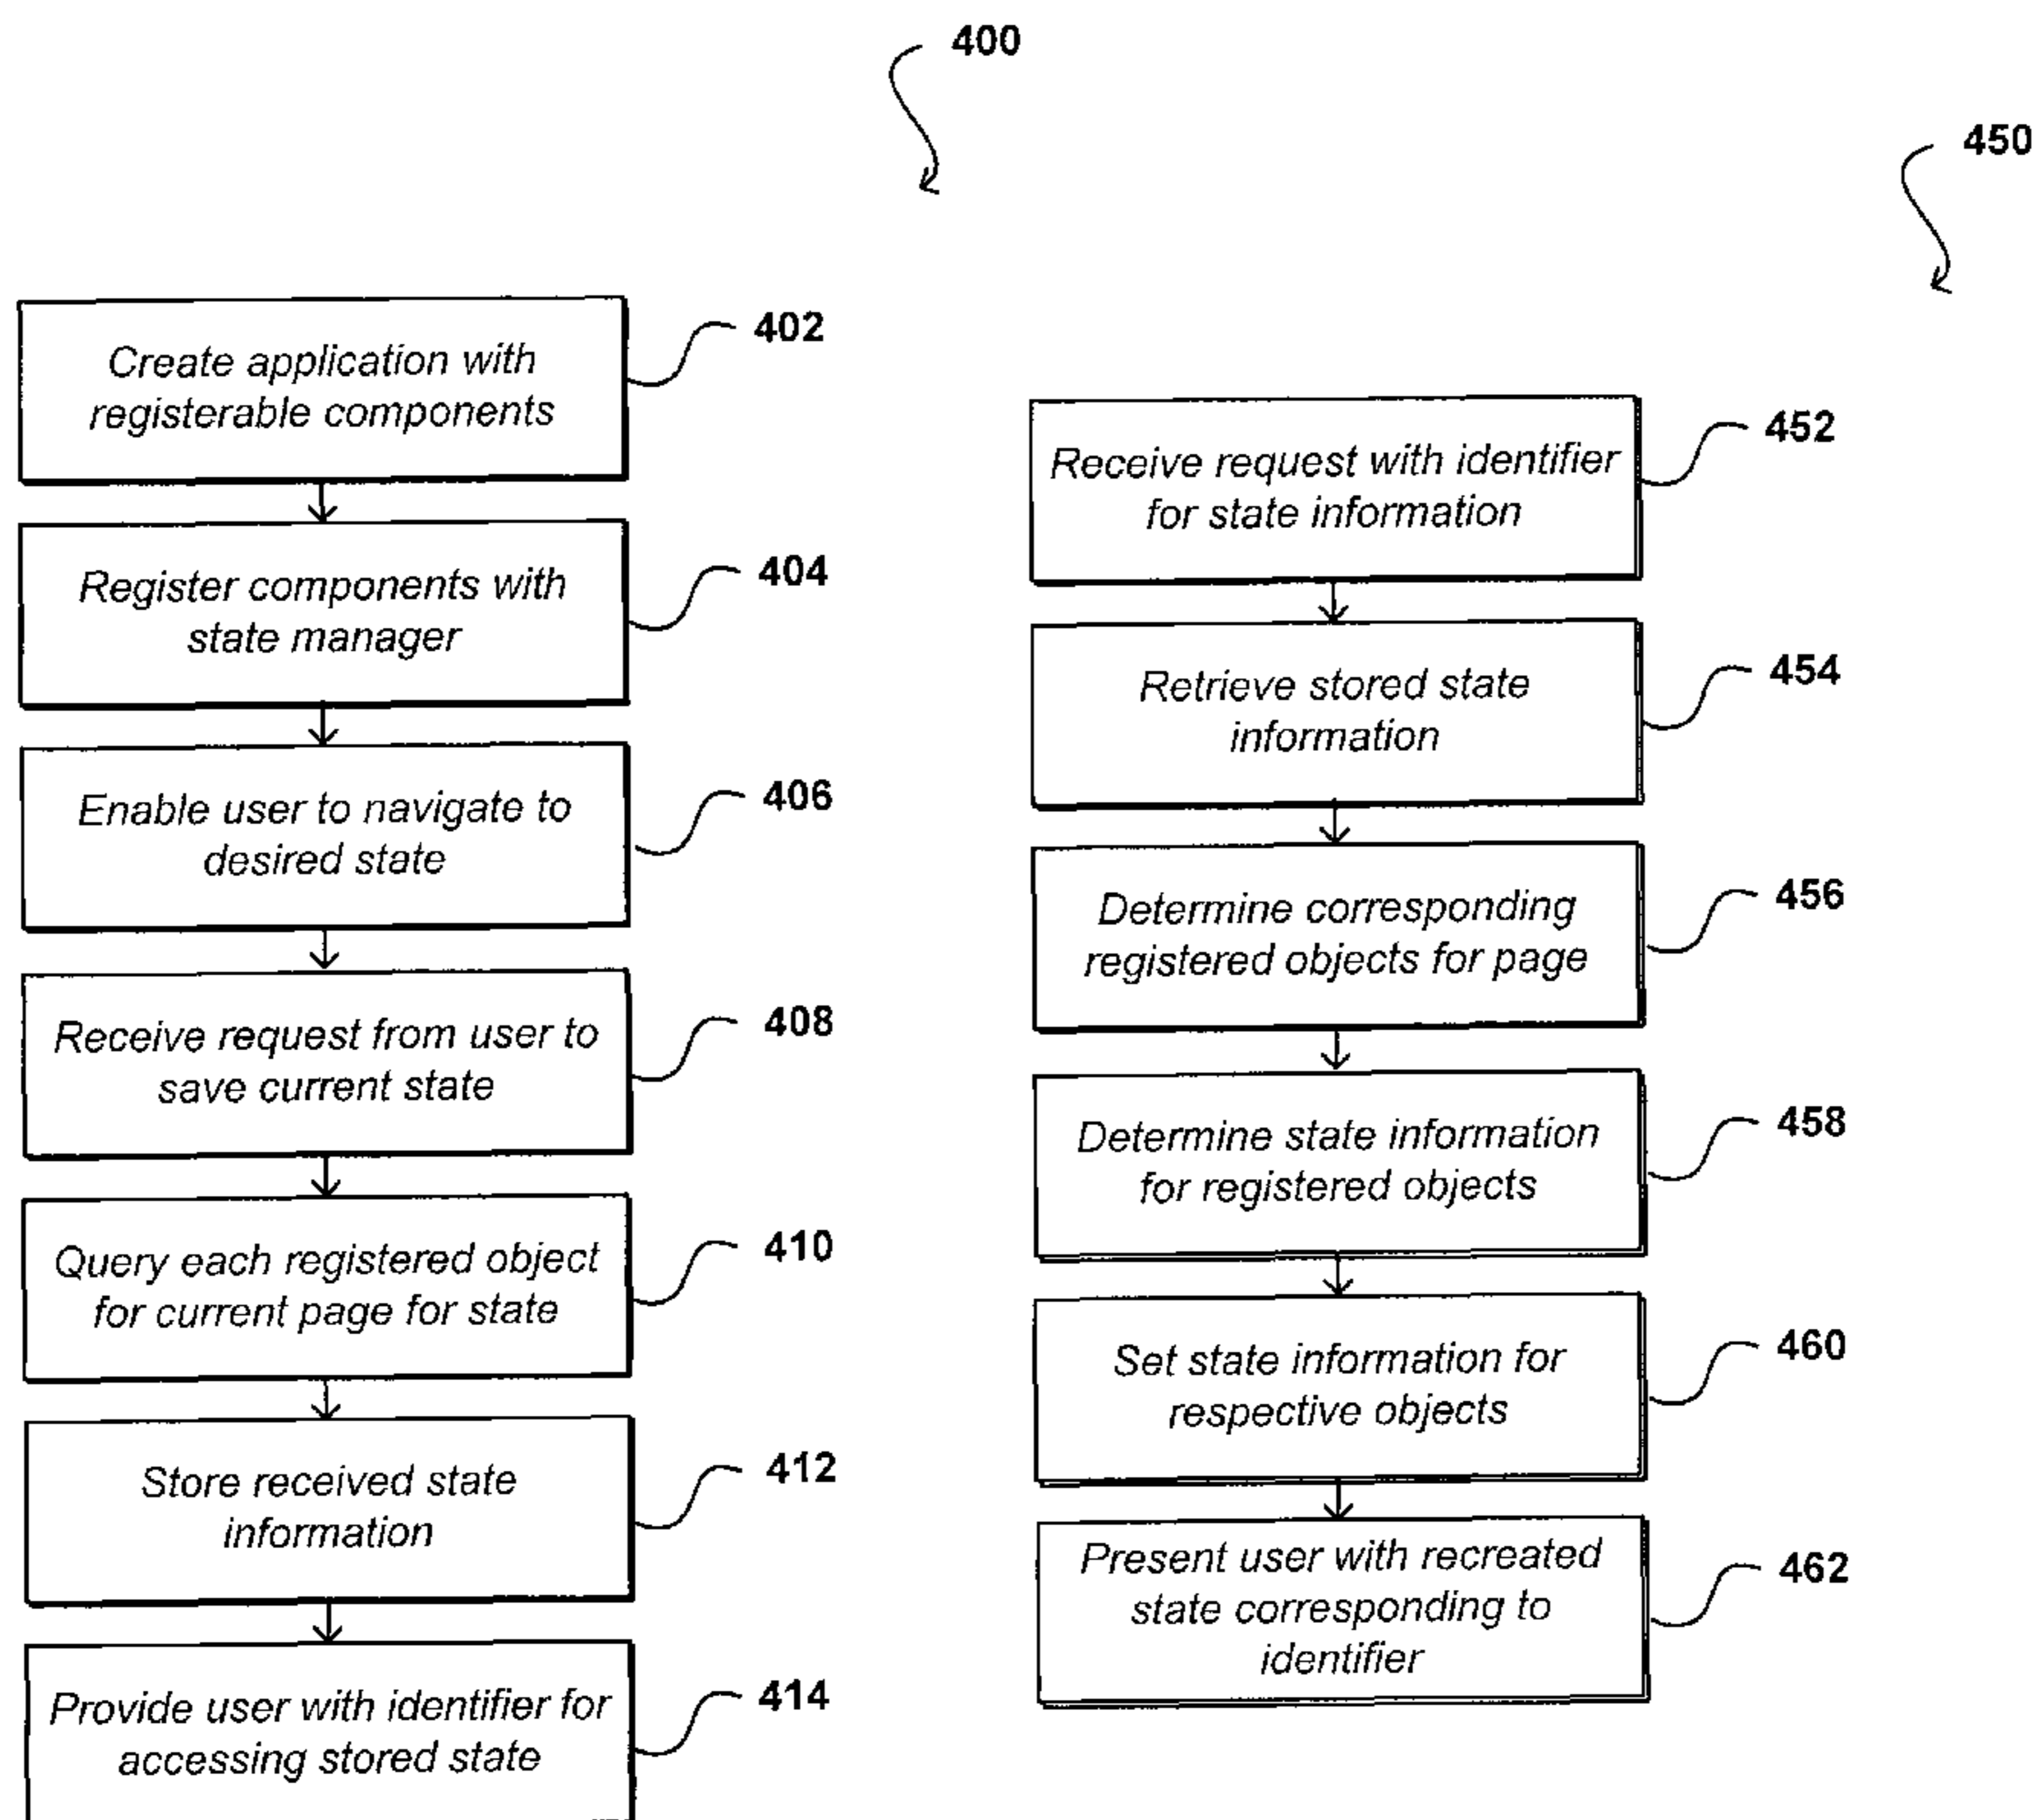 400
450
Create application with
registerable components
402
Register components with
state manager
404
Enable user to navigate to
desired state
406
Receive request from user to
save current state
408
Query each registered object
for current page for state
410
Store received state
information
412
Provide user with identifier for
accessing stored state
414
Receive request with identifier
for state information
452
Retrieve stored state
information
454
Determine corresponding
registered objects for page
456
Determine state information
for registered objects
458
Set state information for
respective objects
460
Present user with recreated
state corresponding to
identifier
462